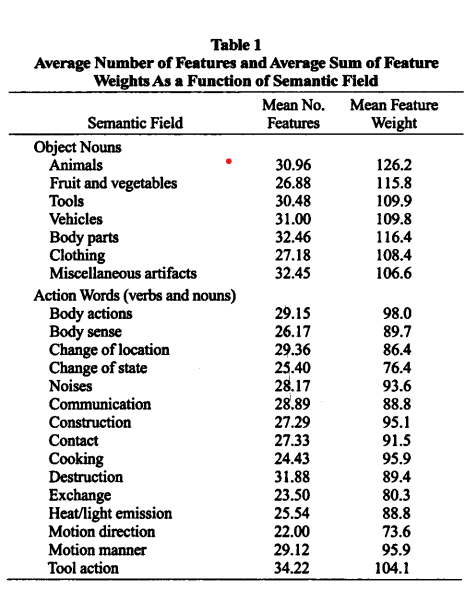 Table 1
Average Number of Features and Average Sum of Feature
Weights As a Function of Semantic Field
Mean No. Mean Feature
Semantic Field Features Weight
Object Nouns
Animals 30.96 126.2
Fruit and vegetables 26.88 115.8
Tools 30.48 109.9
Vehicles 31.00 109.8
Body parts 32.46 116.4
Clothing 27.18 108.4
Miscellaneous artifacts 32.45 106.6
Action Words (verbs and nouns)
Body actions 29.15 98.0
Body sense 26.17 89.7
Change of location 29.36 86.4
Change of state 25.40 76.4
Noises 28.17 93.6
Communication 28.89 88.8
Construction 27.29 95.1
Contact 27.33 91.5
Cooking 24.43 95.9
Destruction 31.88 89.4
Exchange 23.50 80.3
Heat/light emission 25.54 88.8
Motion direction 22.00 73.6
Motion manner 29.12 95.9
Tool action 34.22 104.1